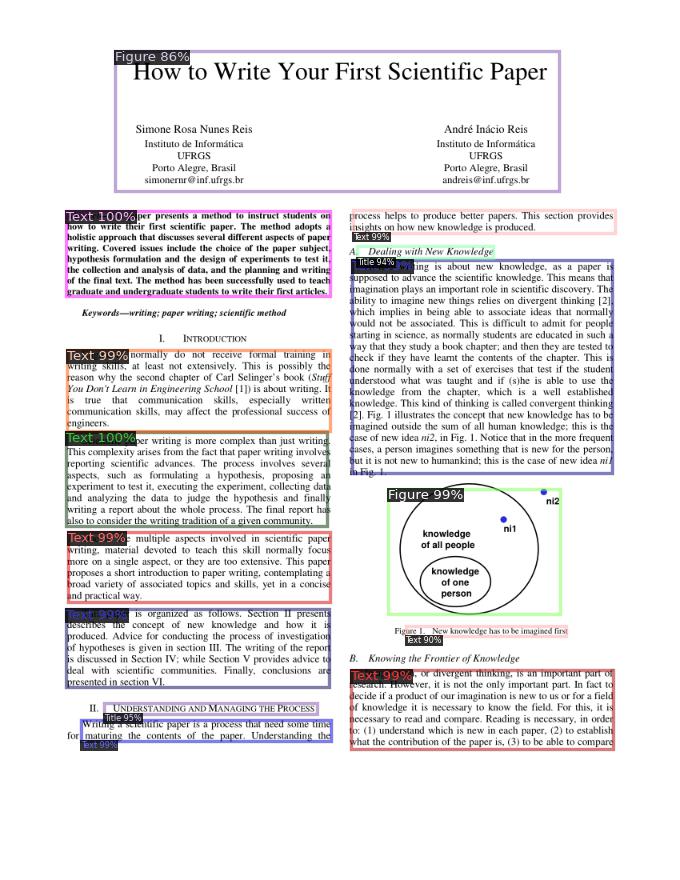 Figure 86%
How to Write Your First Scientific Paper
Simone Rosa Nunes Reis
Instituto de Informática
UFRGS
Porto Alegre, Brasil
simonernr@inf.ufrgs.br
André Inácio Reis
Instituto de Informática
UFRGS
Porto Alegre, Brasil
andreis@inf.ufrgs.br
Text 100%
per presents a method to instruct students on
how to write their first scientific paper. The method adopts a
holistic approach that discusses several different aspects of paper
writing. Covered issues include the choice of the paper subject,
hypothesis formulation and the design of experiments to test it,
the collection and analysis of data, and the planning and writing
of the final text. The method has been successfully used to teach
graduate and undergraduate students to write their first articles.
Keywords—writing; paper writing; scientific method
I. INTRODUCTION
Text 99%
normally do not receive formal training in
writing skills, at least not extensively. This is possibly the
reason why the second chapter of Carl Selinger's book (Stuff
You Don't Learn in Engineering School [1]) is about writing. It
is true that communication skills, especially written
communication skills, may affect the professional success of
engineers.
Text 100%
per writing is more complex than just writing.
This complexity arises from the fact that paper writing involves
reporting scientific advances. The process involves several
aspects, such as formulating a hypothesis, proposing an
experiment to test it, executing the experiment, collecting data
and analyzing the data to judge the hypothesis and finally
writing a report about the whole process. The final report has
also to consider the writing tradition of a given community.
Text 99%
multiple aspects involved in scientific paper
writing, material devoted to teach this skill normally focus
more on a single aspect, or they are too extensive. This paper
proposes a short introduction to paper writing, contemplating a
broad variety of associated topics and skills, yet in a concise
and practical way.
Text 99%
is organized as follows, Section II presents
describes the concept of new knowledge and how it is
produced. Advice for conducting the process of investigation
of hypotheses is given in section III. The writing of the report
is discussed in Section IV; while Section V provides advice to
deal with scientific communities. Finally, conclusions are
presented in section VI.
II. UNDERSTANDING AND MANAGING THE PROCESS
Title 95%
Writing a scientific paper is a process that need some time
for maturing the contents of the paper. Understanding the
Text 99%
process helps to produce better papers. This section provides
insights on how new knowledge is produced.
Text 99%
A. Dealing with New Knowledge
Title 94%
ing is about new knowledge, as a paper is
supposed to advance the scientific knowledge. This means that
imagination plays an important role in scientific discovery. The
ability to imagine new things relies on divergent thinking [2],
which implies in being able to associate ideas that normally
would not be associated. This is difficult to admit for people
starting in science, as normally students are educated in such a
way that they study a book chapter; and then they are tested to
check if they have learnt the contents of the chapter. This is
done normally with a set of exercises that test if the student
understood what was taught and if (s)he is able to use the
knowledge from the chapter, which is a well established
knowledge. This kind of thinking is called convergent thinking
[2]. Fig. 1 illustrates the concept that new knowledge has to be
imagined outside the sum of all human knowledge; this is the
case of new idea ni2, in Fig. 1. Notice that in the more frequent
cases, a person imagines something that is new for the person,
but it is not new to humankind; this is the case of new idea ni1
in Fig. 1.
Figure 99%
ni2
ni1
knowledge
of all people
knowledge
of one
person
Figure 1. New knowledge has to be imagined first
Text 90%
B. Knowing the Frontier of Knowledge
Text 99%
, or divergent thinking, is an important part of
research. However, it is not the only important part. In fact to
decide if a product of our imagination is new to us or for a field
of knowledge it is necessary to know the field. For this, it is
necessary to read and compare. Reading is necessary, in order
to: (1) understand which is new in each paper, (2) to establish
what the contribution of the paper is, (3) to be able to compare